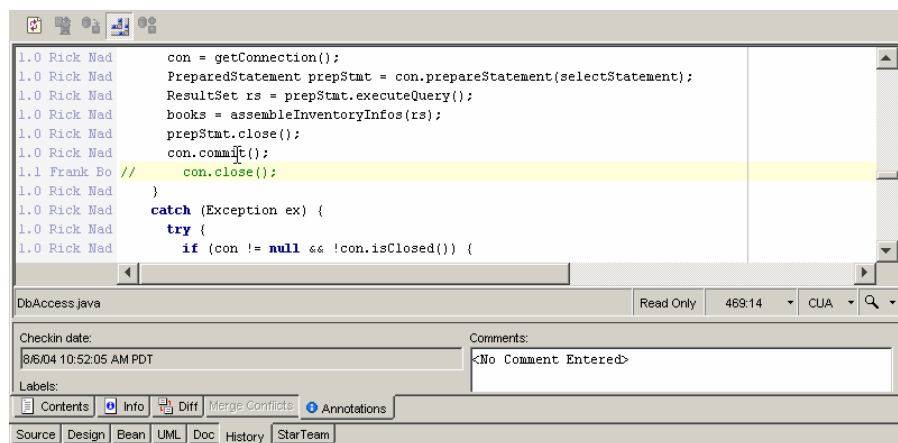 1.0 Rick Nad con = getConnection();
1.0 Rick Nad PreparedStatement prepStmt = con.prepareStatement(selectStatement);
1.0 Rick Nad ResultSet rs = prepStmt.executeQuery();
1.0 Rick Nad books = assembleInventoryInfos(rs);
1.0 Rick Nad prepStmt.close();
1.0 Rick Nad con.commit();
1.1 Frank Bo // con.close();
1.0 Rick Nad }
1.0 Rick Nad catch (Exception ex) {
1.0 Rick Nad try {
1.0 Rick Nad if (con != null && !con.isClosed()) {
DbAccess.java Read Only 469:14 CUA
Checkin date: Comments:
8/6/04 10:52:05 AM PDT <No Comment Entered>
Labels:
Contents Info Diff Merge Conflicts Annotations
Source Design Bean UML Doc History StarTeam